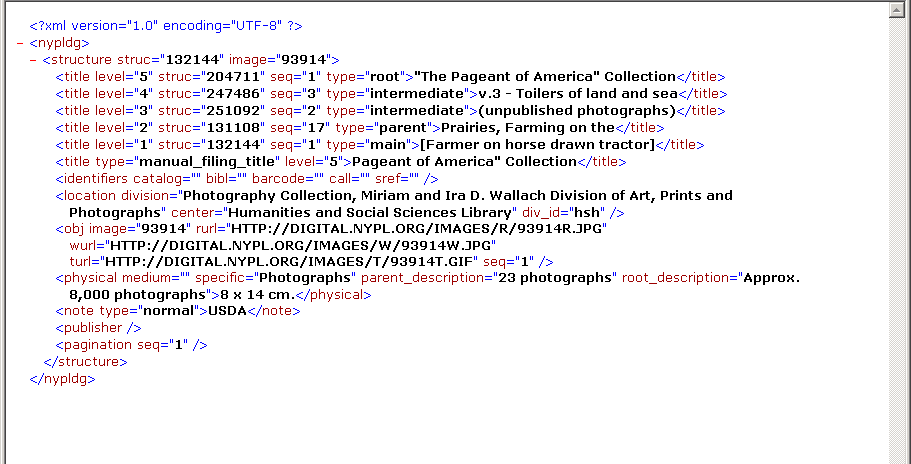 <?xml version="1.0" encoding="UTF-8" ?>
- <nypldg>
- <structure struc="132144" image="93914">
<title level="5" struc="204711" seq="1" type="root">"The Pageant of America" Collection</title>
<title level="4" struc="247486" seq="3" type="intermediate">v.3 - Toilers of land and sea</title>
<title level="3" struc="251092" seq="2" type="intermediate">(unpublished photographs)</title>
<title level="2" struc="131108" seq="17" type="parent">Prairies, Farming on the</title>
<title level="1" struc="132144" seq="1" type="main">[Farmer on horse drawn tractor]</title>
<title type="manual_filing_title" level="5">Pageant of America" Collection</title>
<identifiers catalog="" bibl="" barcode="" call="" sref="" />
<location division="Photography Collection, Miriam and Ira D. Wallach Division of Art, Prints and
Photographs" center="Humanities and Social Sciences Library" div_id="hsh" />
<obj image="93914" rurl="HTTP://DIGITAL.NYPL.ORG/IMAGES/R/93914R.JPG"
wurl="HTTP://DIGITAL.NYPL.ORG/IMAGES/W/93914W.JPG"
turl="HTTP://DIGITAL.NYPL.ORG/IMAGES/T/93914T.GIF" seq="1" />
<physical medium="" specific="Photographs" parent_description="23 photographs" root_description="Approx.
8,000 photographs">8 x 14 cm.</physical>
<note type="normal">USDA</note>
<publisher />
<pagination seq="1" />
</structure>
</nypldg>